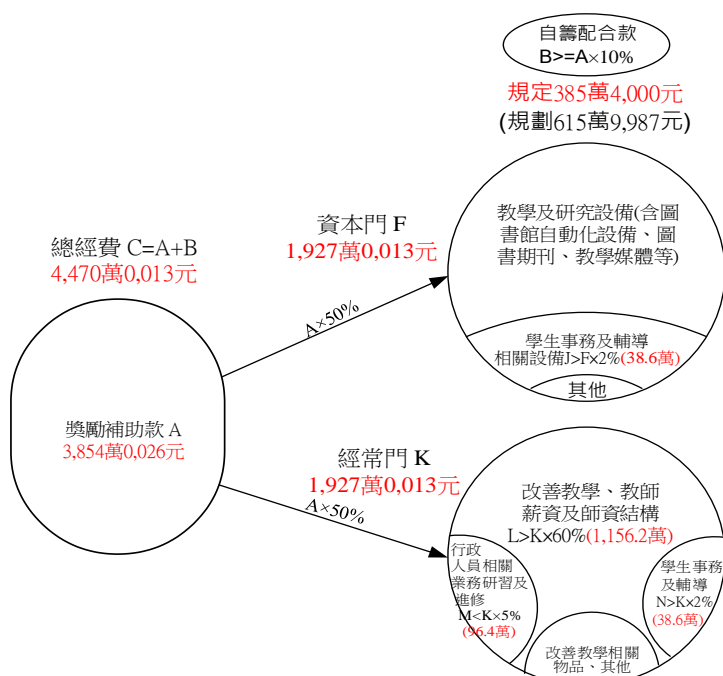 自籌配合款
B>=A×10%
規定385萬4,000元
(規劃615萬9,987元)
總經費 C=A+B
4,470萬0,013元
獎勵補助款 A
3,854萬0,026元
資本門 F
1,927萬0,013元
A×50%
教學及研究設備(含圖
書館自動化設備、圖
書期刊、教學媒體等)
學生事務及輔導
相關設備J>F×2%(38.6萬)
其他
經常門 K
1,927萬0,013元
A×50%
改善教學、教師
薪資及師資結構
L>K×60%(1,156.2萬)
行政
人員相關
業務研習及
進修
M<K×5%
(96.4萬)
學生事務
及輔導
N>K×2%
(38.6萬)
改善教學相關
物品、其他